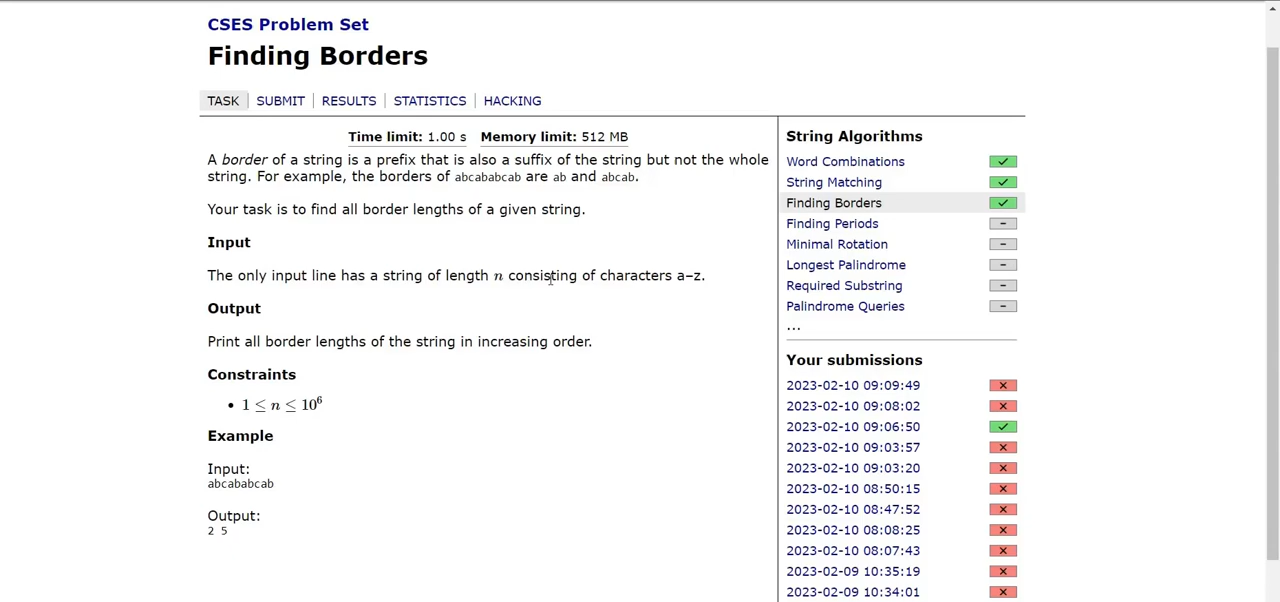 CSES Problem Set
Finding Borders
TASK
SUBMIT
RESULTS
STATISTICS
HACKING
Time limit: 1.00 s Memory limit: 512 MB
A border of a string is a prefix that is also a suffix of the string but not the whole
string. For example, the borders of abcababcab are ab and abcab.
Your task is to find all border lengths of a given string.
Input
The only input line has a string of length n consisting of characters a–z.
Output
Print all border lengths of the string in increasing order.
Constraints
• 1 ≤ n ≤ 10⁶
Example
Input:
abcababcab
Output:
2 5
String Algorithms
Word Combinations
String Matching
Finding Borders
Finding Periods
Minimal Rotation
Longest Palindrome
Required Substring
Palindrome Queries
...
Your submissions
2023-02-10 09:09:49
2023-02-10 09:08:02
2023-02-10 09:06:50
2023-02-10 09:03:57
2023-02-10 09:03:20
2023-02-10 08:50:15
2023-02-10 08:47:52
2023-02-10 08:08:25
2023-02-10 08:07:43
2023-02-09 10:35:19
2023-02-09 10:34:01